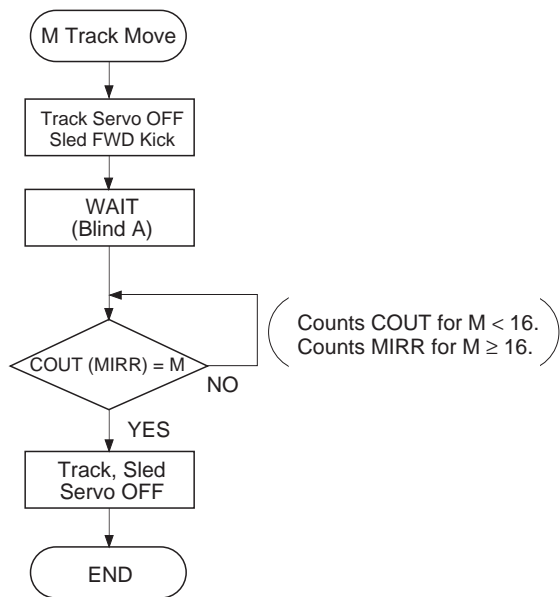 M Track Move
Track Servo OFF
Sled FWD Kick
WAIT
(Blind A)
Counts COUT for M < 16.
Counts MIRR for M ≥ 16.
COUT (MIRR) = M
NO
YES
Track, Sled
Servo OFF
END